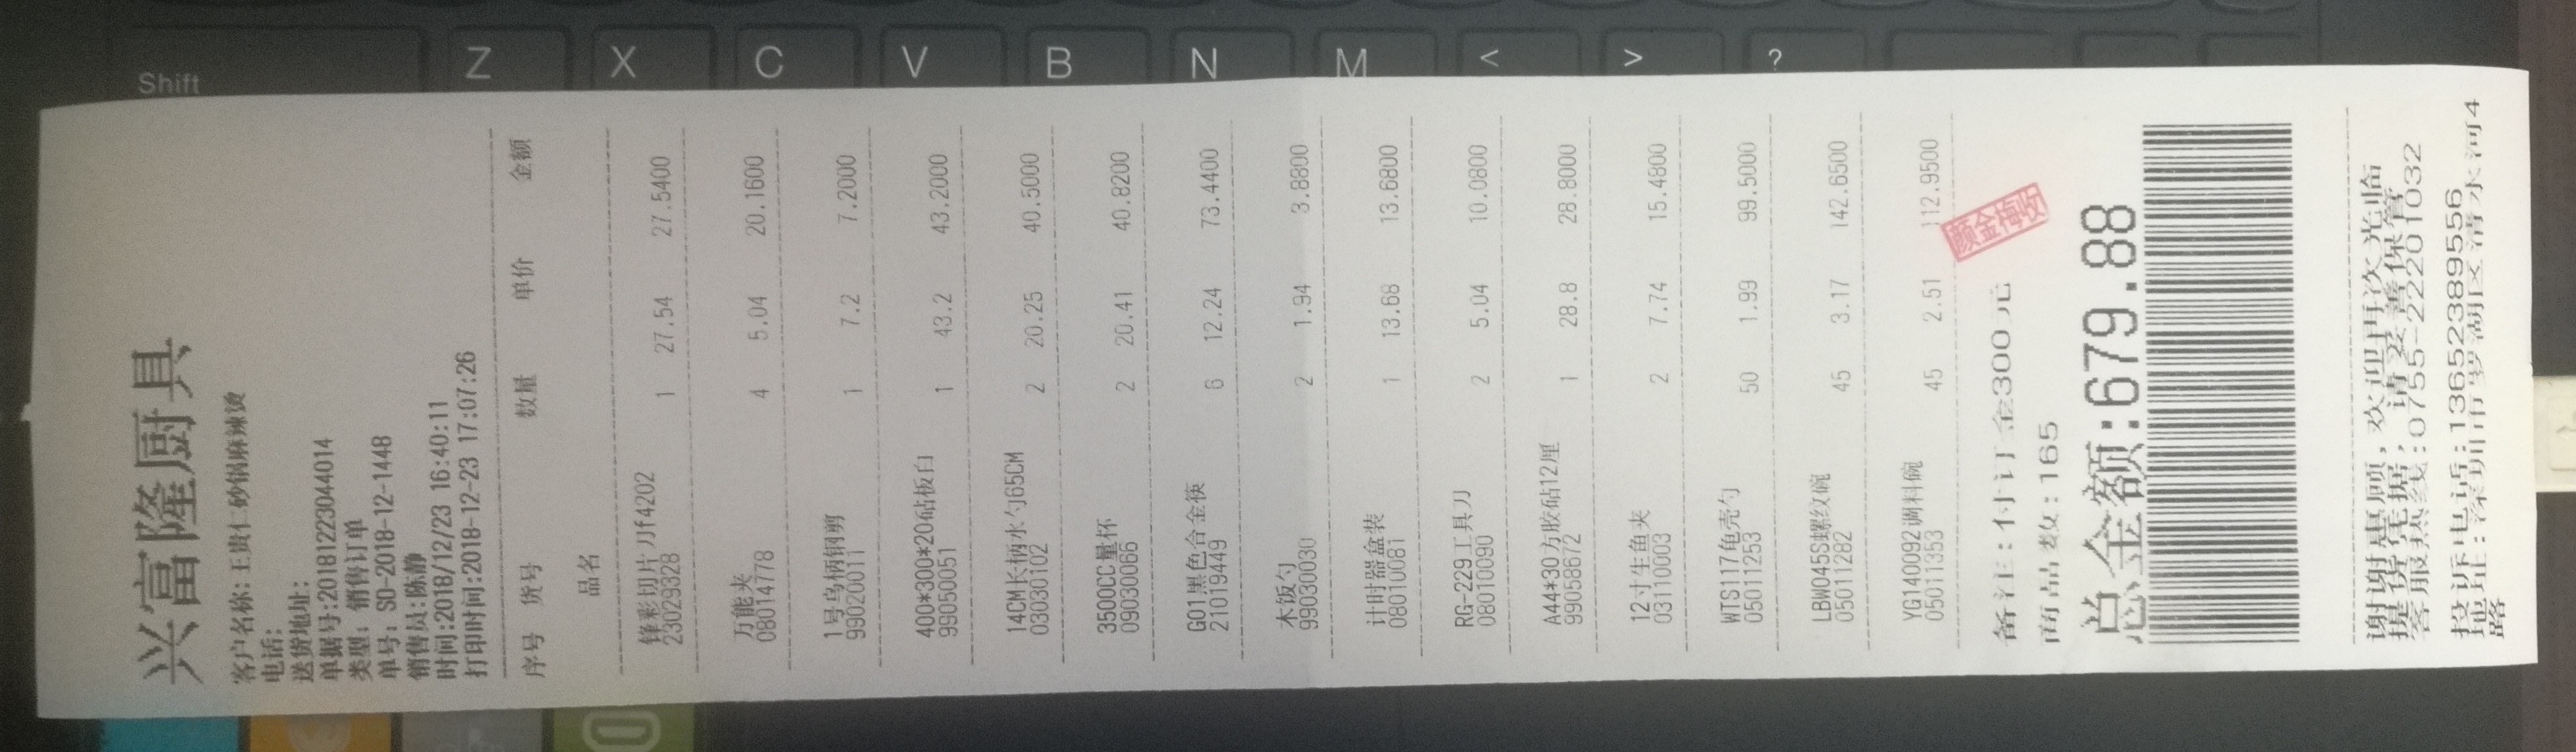 兴富隆厨具
客户名称:王贵仁砂锅麻辣烫
电话:
送货地址:
单据号:20181223044014
类型: 销售订单
单号: SO-2018-12-1448
销售员:陈静
时间:2018/12/23 16:40:11
打印时间:2018-12-23 17:07:26
序号 货号 数量 单价 金额
品名
锋彩切片刀f4202
23029328 1 27.54 27.5400
万能夹
08014778 4 5.04 20.1600
1号乌柄钢剪
99020011 1 7.2 7.2000
400*300*20砧板白
99050051 1 43.2 43.2000
14CM长柄水勺65CM
03030102 2 20.25 40.5000
3500CC量杯
09030066 2 20.41 40.8200
G01黑色合金筷
21019449 6 12.24 73.4400
木饭勺
99030030 2 1.94 3.8800
计时器盒装
08010081 1 13.68 13.6800
RG-229工具刀
08010090 2 5.04 10.0800
A44*30方胶砧12厘
99058672 1 28.8 28.8000
12寸生鱼夹
03110003 2 7.74 15.4800
WTS117龟壳勺
05011253 50 1.99 99.5000
LBW045S螺纹碗
05011282 45 3.17 142.6500
YG140092调料碗
05011353 45 2.51 112.9500
备注:付订金300元
商品数:165
总金额:679.88
谢谢惠顾,欢迎再次光临
提货凭据, 请妥善保管
客服热线:0755-22201032
投诉电话:13652389556
地址:深圳市罗湖区清水河4
路
Shift
Z
X
C
V
B
N
M
<
>
?